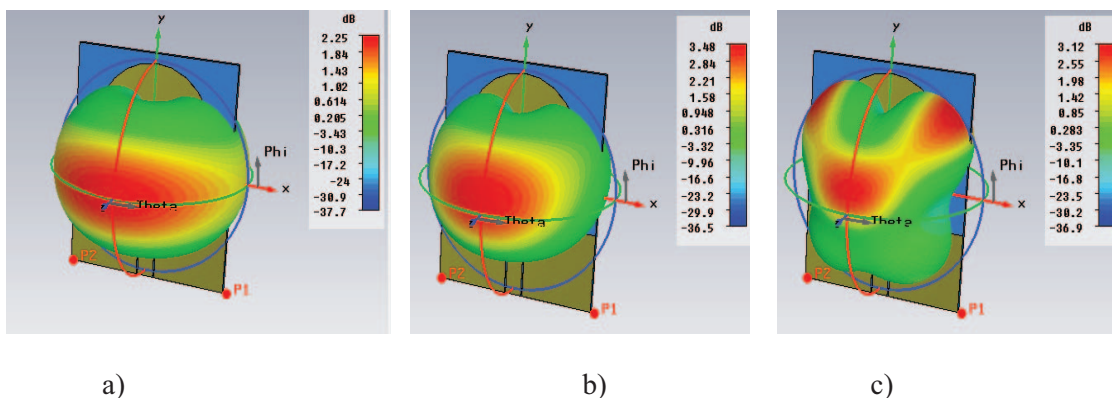 dB
2.25
1.84
1.43
1.02
0.614
0.205
-3.43
-10.3
-17.2
-24
-30.9
-37.7
y
Phi
x
Theta
P2
P1
dB
3.48
2.84
2.21
1.58
0.948
0.316
-3.32
-9.96
-16.6
-23.2
-29.9
-36.5
y
Phi
x
Theta
P2
P1
dB
3.12
2.55
1.98
1.42
0.85
0.283
-3.35
-10.1
-16.8
-23.5
-30.2
-36.9
y
Phi
x
Theta
P2
P1
a)
b)
c)